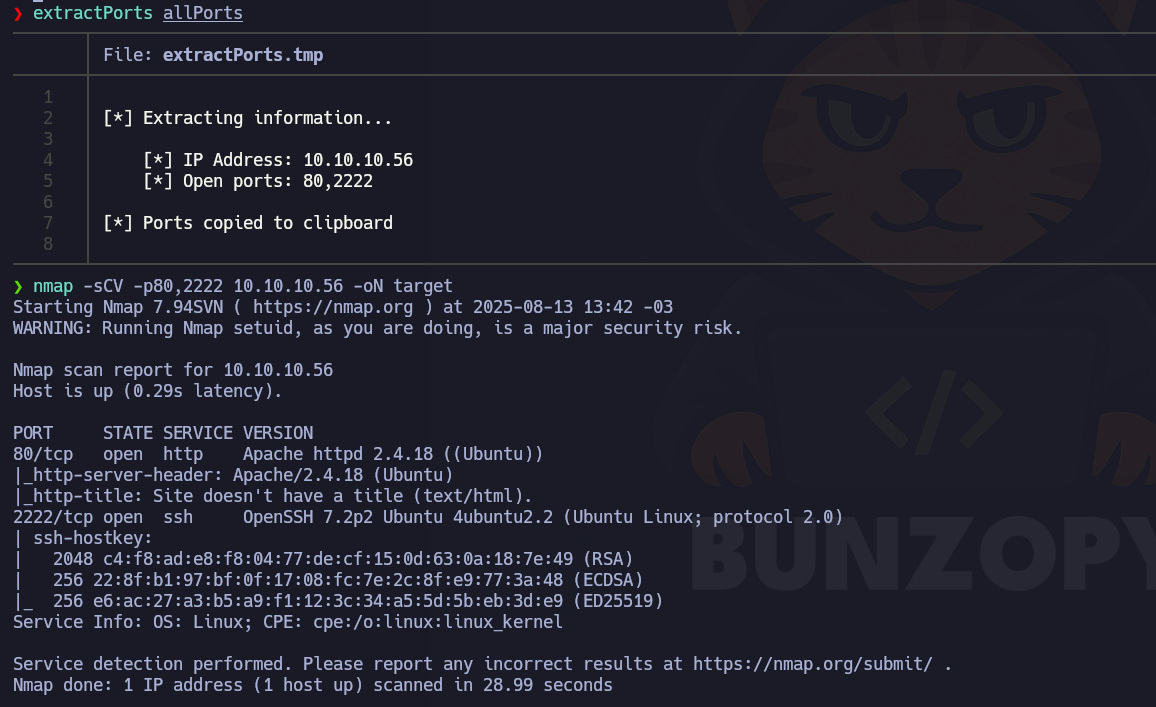 ❯ extractPorts allPorts
File: extractPorts.tmp
1
2 [*] Extracting information...
3
4 [*] IP Address: 10.10.10.56
5 [*] Open ports: 80,2222
6
7 [*] Ports copied to clipboard
8
❯ nmap -sCV -p80,2222 10.10.10.56 -oN target
Starting Nmap 7.94SVN ( https://nmap.org ) at 2025-08-13 13:42 -03
WARNING: Running Nmap setuid, as you are doing, is a major security risk.
Nmap scan report for 10.10.10.56
Host is up (0.29s latency).
PORT     STATE SERVICE VERSION
80/tcp   open  http    Apache httpd 2.4.18 ((Ubuntu))
|_http-server-header: Apache/2.4.18 (Ubuntu)
|_http-title: Site doesn't have a title (text/html).
2222/tcp open  ssh     OpenSSH 7.2p2 Ubuntu 4ubuntu2.2 (Ubuntu Linux; protocol 2.0)
| ssh-hostkey:
|   2048 c4:f8:ad:e8:f8:04:77:de:cf:15:0d:63:0a:18:7e:49 (RSA)
|   256 22:8f:b1:97:bf:0f:17:08:fc:7e:2c:8f:e9:77:3a:48 (ECDSA)
|_  256 e6:ac:27:a3:b5:a9:f1:12:3c:34:a5:5d:5b:eb:3d:e9 (ED25519)
Service Info: OS: Linux; CPE: cpe:/o:linux:linux_kernel
Service detection performed. Please report any incorrect results at https://nmap.org/submit/ .
Nmap done: 1 IP address (1 host up) scanned in 28.99 seconds
</>
BUNZOPY